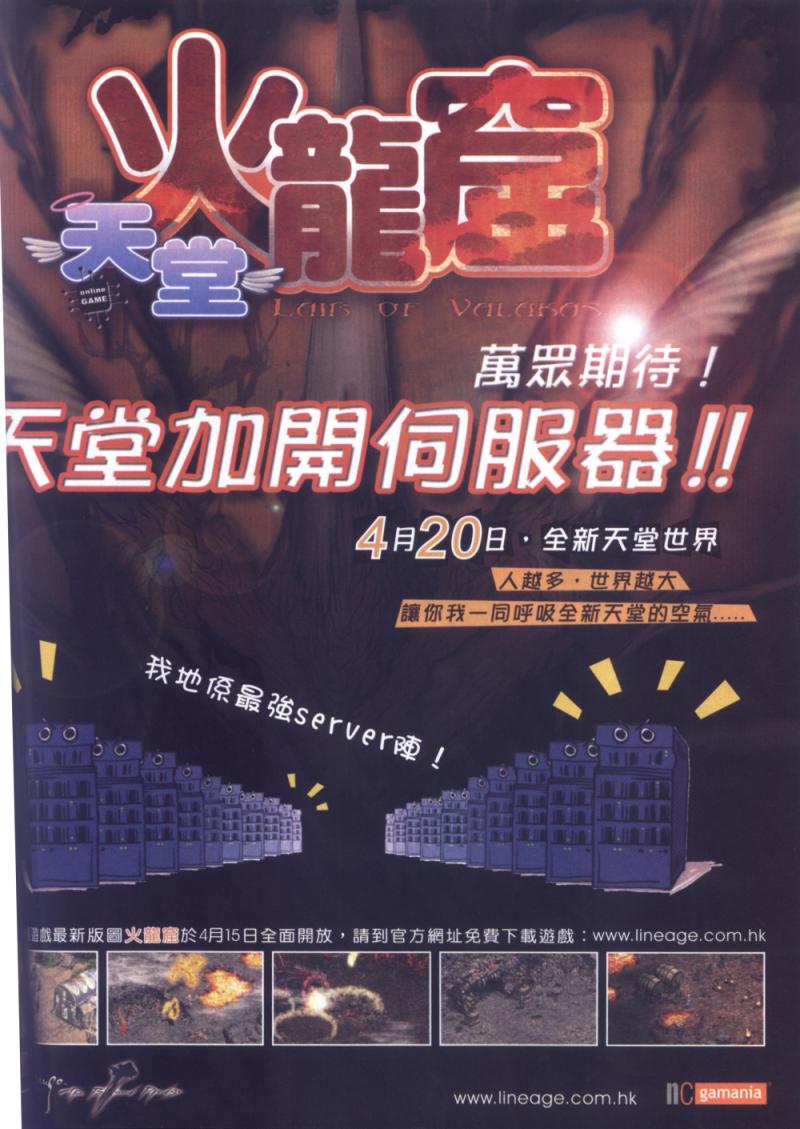 火龍窟
天堂
online
GAME
Lair of Valakas
萬眾期待！
天堂加開伺服器!!
4月20日，全新天堂世界
人越多．世界越大
讓你我一同呼吸全新天堂的空氣.....
我地係最強server陣！
遊戲最新版圖火龍窟於4月15日全面開放，請到官方網址免費下載遊戲：www.lineage.com.hk
www.lineage.com.hk
nc gamania